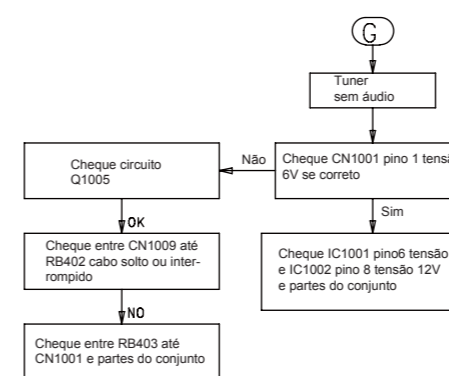 G
Tuner
sem áudio
Cheque CN1001 pino 1
6V se correto
Não
Cheque circuito
Q1005
OK
Cheque entre CN1009 até
RB402 cabo solto ou inter-
rompido
NO
Cheque entre RB403 até
CN1001 e partes do conjunto
Sim
Cheque IC1001 pino6 tensão
e IC1002 pino 8 tensão 12V
e partes do conjunto